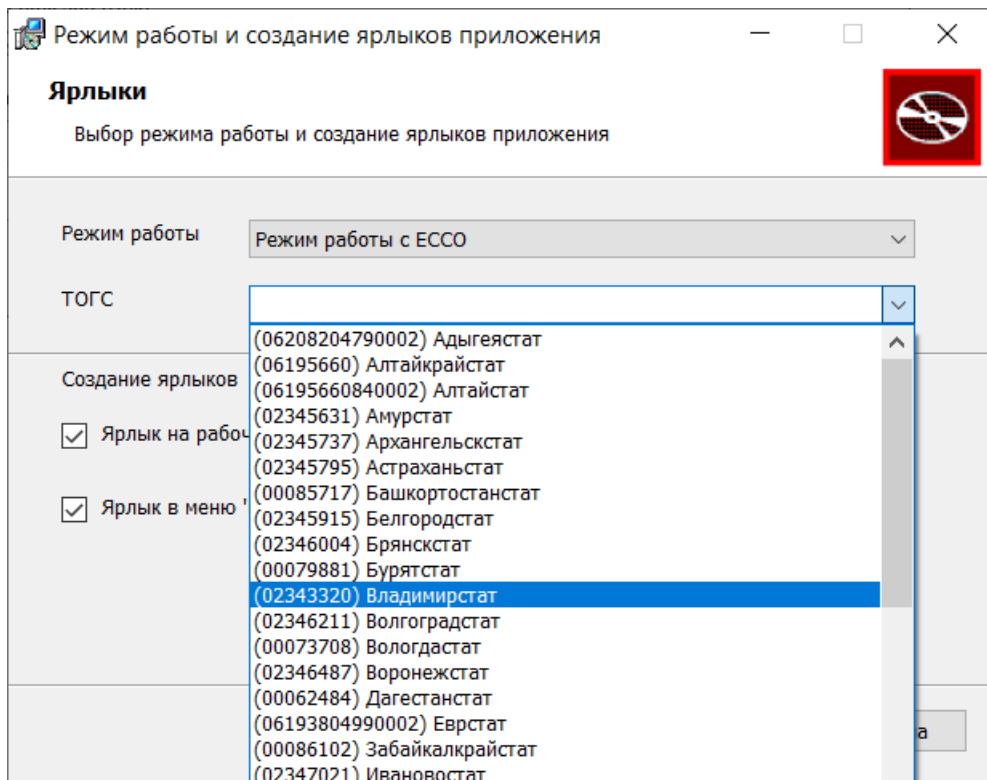 Режим работы и создание ярлыков приложения
Ярлыки
Выбор режима работы и создание ярлыков приложения
Режим работы
Режим работы с ЕССО
ТОГС
(06208204790002) Адыгеястат
(06195660) Алтайкрайстат
(06195660840002) Алтайстат
(02345631) Амурстат
(02345737) Архангельскстат
(02345795) Астраханьстат
(00085717) Башкортостанстат
(02345915) Белгородстат
(02346004) Брянскстат
(00079881) Бурятстат
(02343320) Владимирстат
(02346211) Волгоградстат
(00073708) Вологдастат
(02346487) Воронежстат
(00062484) Дагестанстат
(06193804990002) Еврстат
(00086102) Забайкалкрайстат
(02347021) Ивановостат
Создание ярлыков
Ярлык на рабоч
Ярлык в меню "
а